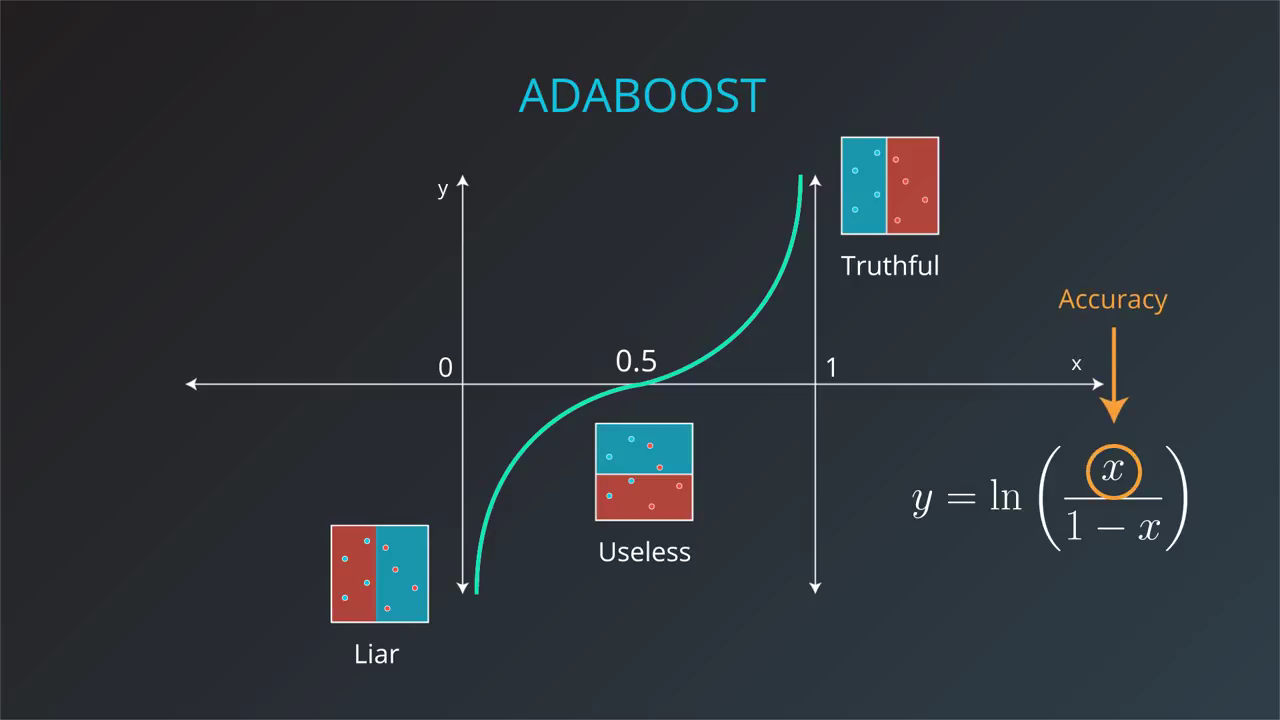 ADABOOST
y
Truthful
Accuracy
0
0.5
1
x
y = ln(x / (1 − x))
Useless
Liar